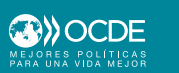 OCDE
MEJORES POLÍTICAS
PARA UNA VIDA MEJOR